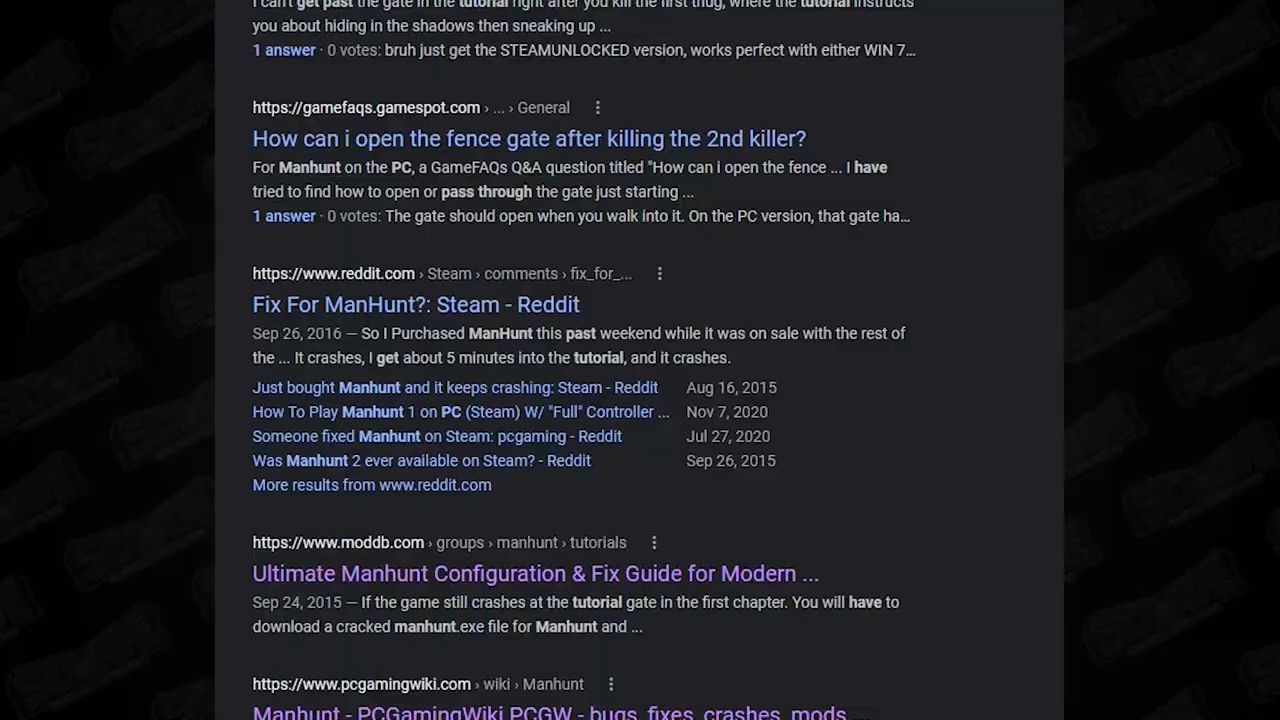 I can't get past the gate in the tutorial right after you kill the first thug, where the tutorial instructs
you about hiding in the shadows then sneaking up ...
1 answer · 0 votes: bruh just get the STEAMUNLOCKED version, works perfect with either WIN 7...
https://gamefaqs.gamespot.com › ... › General
How can i open the fence gate after killing the 2nd killer?
For Manhunt on the PC, a GameFAQs Q&A question titled "How can i open the fence ... I have
tried to find how to open or pass through the gate just starting ...
1 answer · 0 votes: The gate should open when you walk into it. On the PC version, that gate ha...
https://www.reddit.com › Steam › comments › fix_for_...
Fix For ManHunt?: Steam - Reddit
Sep 26, 2016 — So I Purchased ManHunt this past weekend while it was on sale with the rest of
the ... It crashes, I get about 5 minutes into the tutorial, and it crashes.
Just bought Manhunt and it keeps crashing: Steam - Reddit Aug 16, 2015
How To Play Manhunt 1 on PC (Steam) W/ "Full" Controller ... Nov 7, 2020
Someone fixed Manhunt on Steam: pcgaming - Reddit Jul 27, 2020
Was Manhunt 2 ever available on Steam? - Reddit Sep 26, 2015
More results from www.reddit.com
https://www.moddb.com › groups › manhunt › tutorials
Ultimate Manhunt Configuration & Fix Guide for Modern ...
Sep 24, 2015 — If the game still crashes at the tutorial gate in the first chapter. You will have to
download a cracked manhunt.exe file for Manhunt and ...
https://www.pcgamingwiki.com › wiki › Manhunt
Manhunt - PCGamingWiki PCGW - bugs, fixes, crashes, mods ...